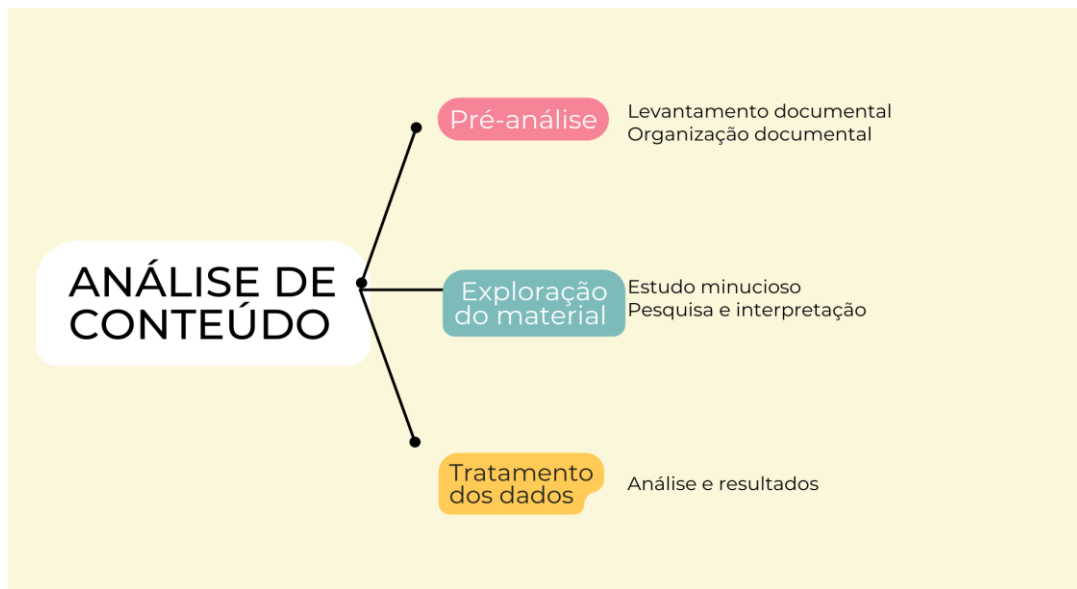 ANÁLISE DE
CONTEÚDO
Pré-análise
Levantamento documental
Organização documental
Exploração
do material
Estudo minucioso
Pesquisa e interpretação
Tratamento
dos dados
Análise e resultados